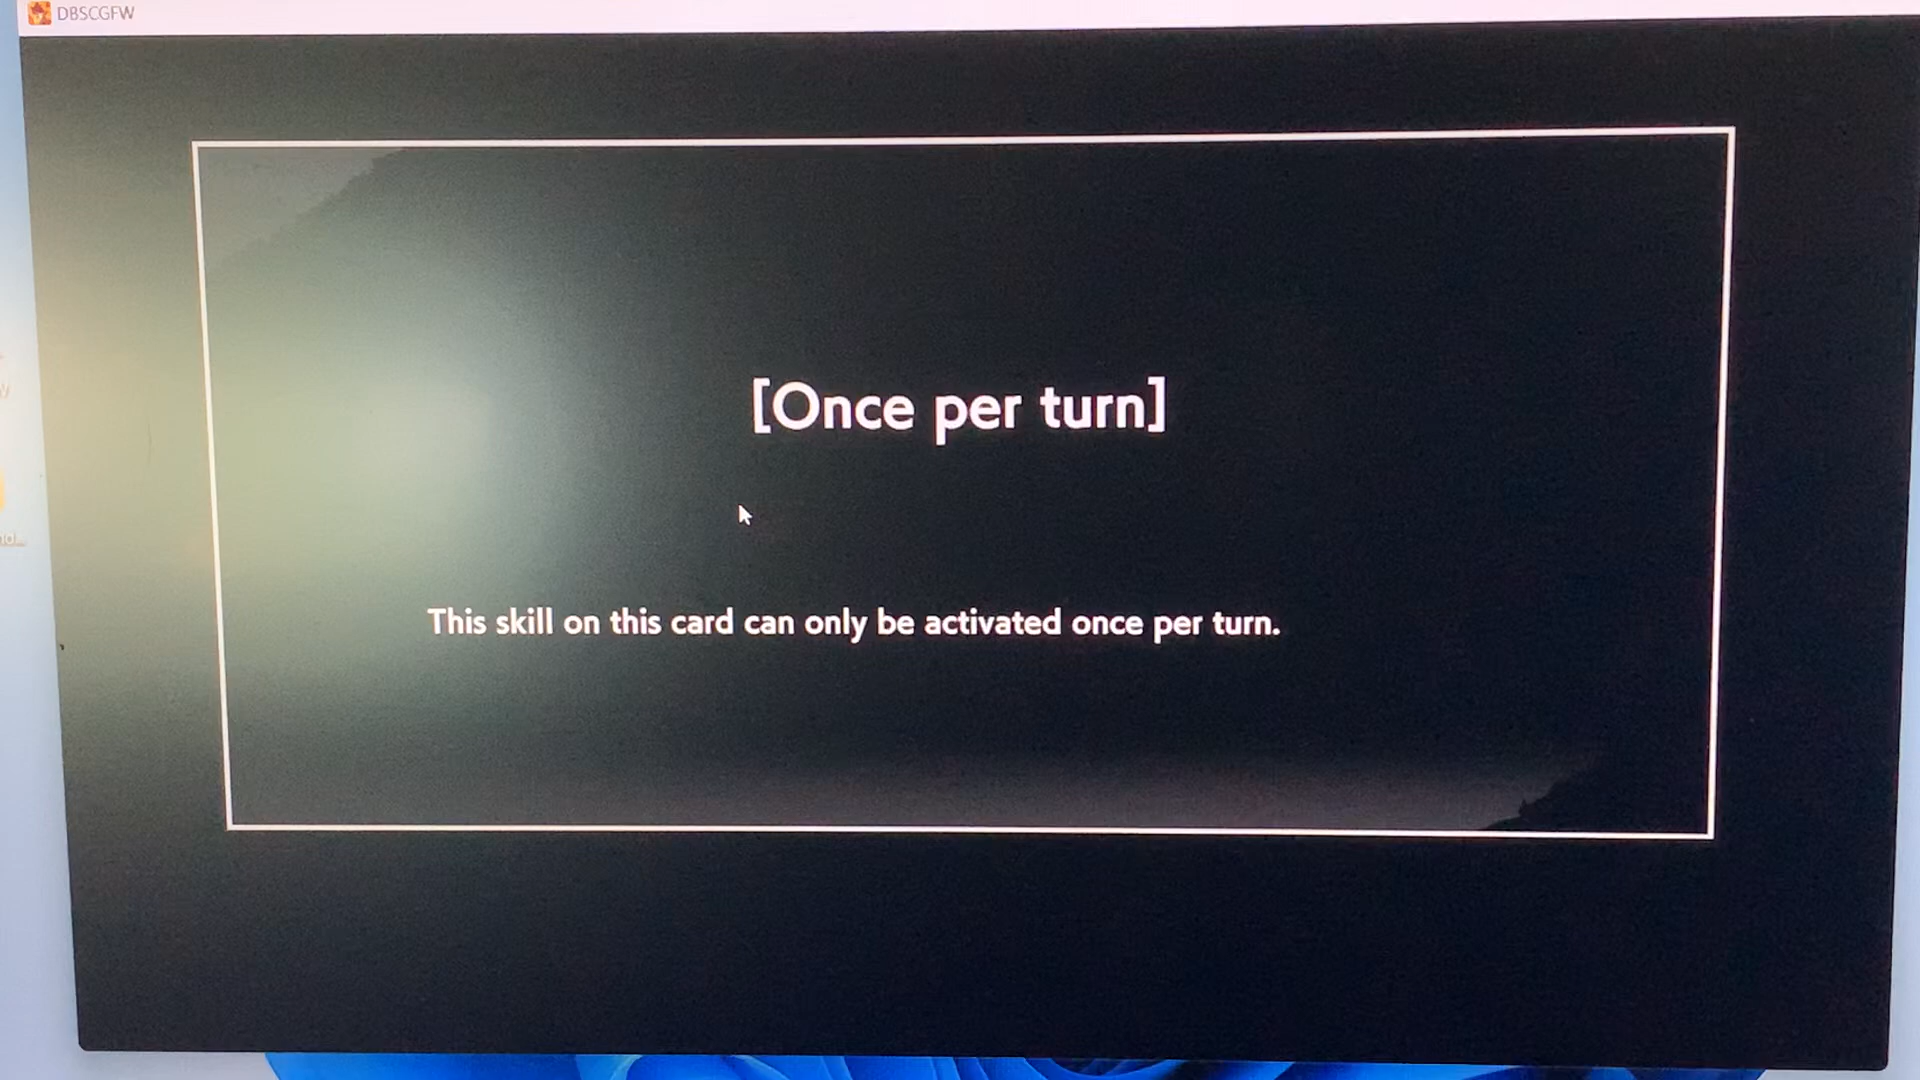 DBSCGFW
[Once per turn]
This skill on this card can only be activated once per turn.